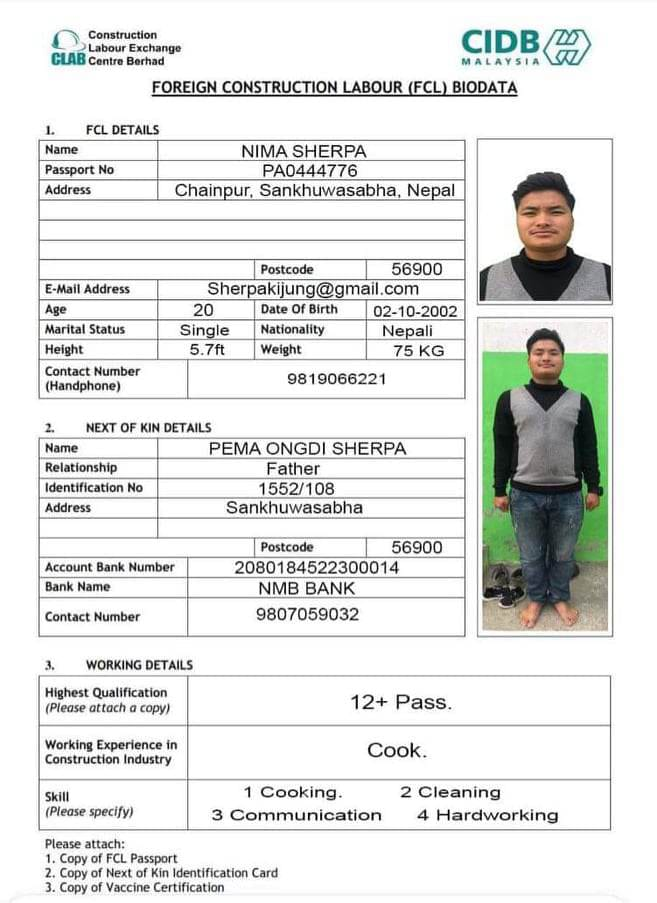 Construction
Labour Exchange
CLAB Centre Berhad
CIDB
MALAYSIA
FOREIGN CONSTRUCTION LABOUR (FCL) BIODATA
1. FCL DETAILS
Name NIMA SHERPA
Passport No PA0444776
Address Chainpur, Sankhuwasabha, Nepal
Postcode 56900
E-Mail Address Sherpakijung@gmail.com
Age 20 Date Of Birth 02-10-2002
Marital Status Single Nationality Nepali
Height 5.7ft Weight 75 KG
Contact Number
(Handphone) 9819066221
2. NEXT OF KIN DETAILS
Name PEMA ONGDI SHERPA
Relationship Father
Identification No 1552/108
Address Sankhuwasabha
Postcode 56900
Account Bank Number 2080184522300014
Bank Name NMB BANK
Contact Number 9807059032
3. WORKING DETAILS
Highest Qualification
(Please attach a copy) 12+ Pass.
Working Experience in
Construction Industry Cook.
Skill 1 Cooking. 2 Cleaning
(Please specify) 3 Communication 4 Hardworking
Please attach:
1. Copy of FCL Passport
2. Copy of Next of Kin Identification Card
3. Copy of Vaccine Certification